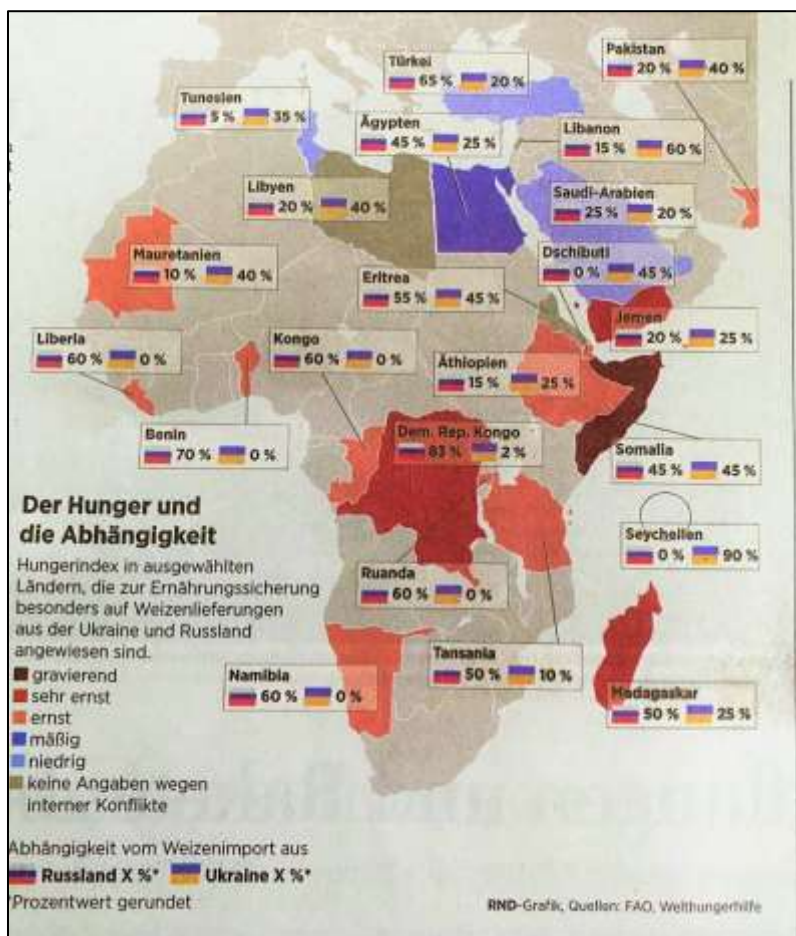 Pakistan
20 % 40 %
Türkei
65 % 20 %
Tunesien
5 % 35 %
Ägypten
45 % 25 %
Libanon
15 % 60 %
Libyen
20 % 40 %
Saudi-Arabien
25 % 20 %
Mauretanien
10 % 40 %
Dschibuti
0 % 45 %
Eritrea
55 % 45 %
Jemen
20 % 25 %
Liberia
60 % 0 %
Kongo
60 % 0 %
Äthiopien
15 % 25 %
Benin
70 % 0 %
Dem. Rep. Kongo
83 % 2 %
Somalia
45 % 45 %
Der Hunger und
die Abhängigkeit
Hungerindex in ausgewählten
Ländern, die zur Ernährungssicherung
besonders auf Weizenlieferungen
aus der Ukraine und Russland
angewiesen sind.
gravierend
sehr ernst
ernst
mäßig
niedrig
keine Angaben wegen
interner Konflikte
Seychellen
0 % 90 %
Ruanda
60 % 0 %
Tansania
50 % 10 %
Namibia
60 % 0 %
Madagaskar
50 % 25 %
Abhängigkeit vom Weizenimport aus
Russland X %* Ukraine X %*
*Prozentwert gerundet
RND-Grafik, Quellen: FAO, Welthungerhilfe